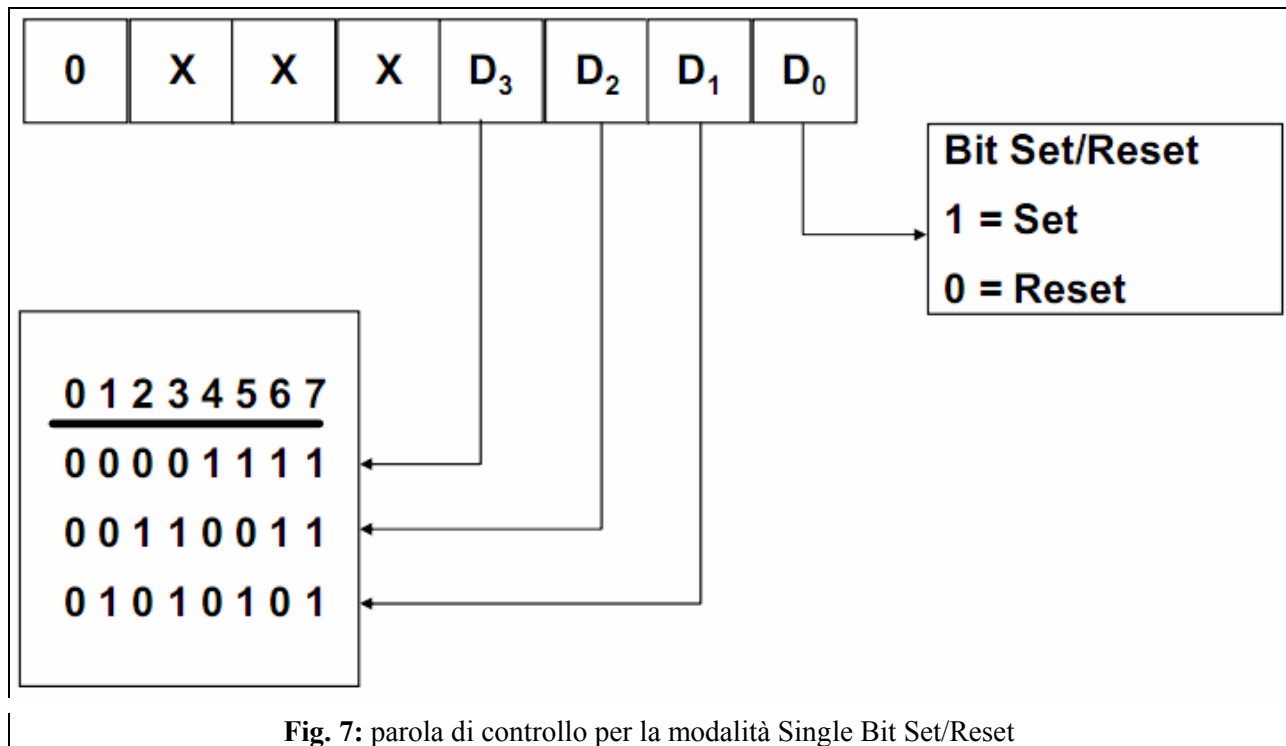 0 X X X D₃ D₂ D₁ D₀
Bit Set/Reset
1 = Set
0 = Reset
0 1 2 3 4 5 6 7
0 0 0 0 1 1 1 1
0 0 1 1 0 0 1 1
0 1 0 1 0 1 0 1
Fig. 7: parola di controllo per la modalità Single Bit Set/Reset